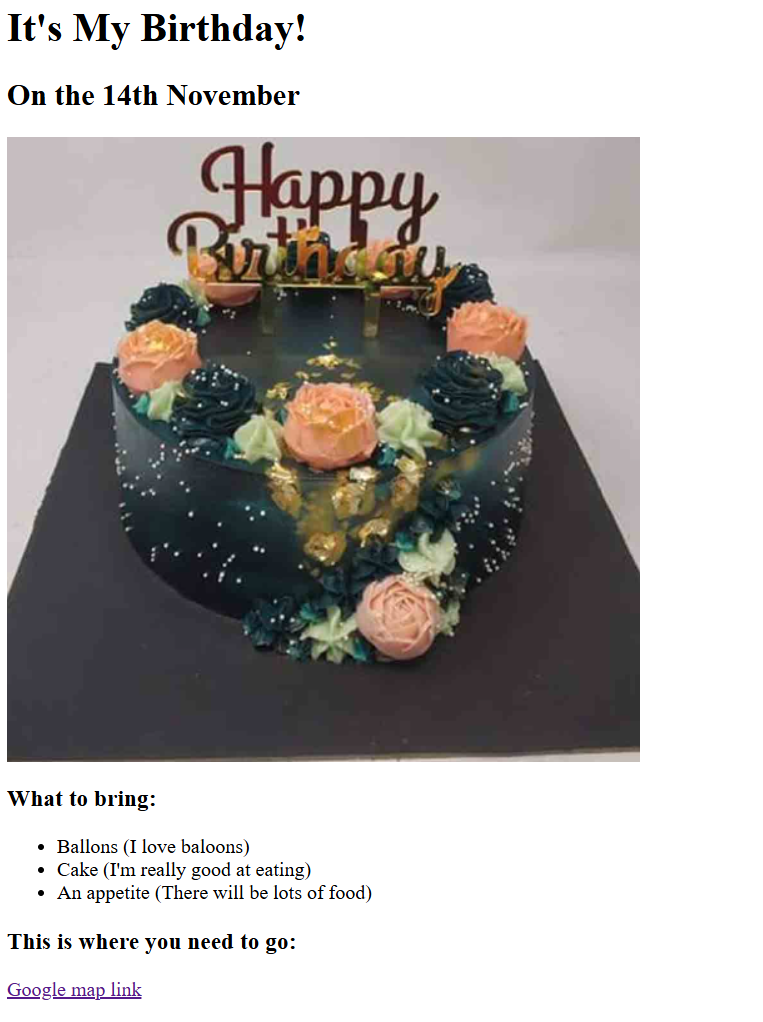 It's My Birthday!
On the 14th November
Happy
Birthday
What to bring:
Ballons (I love baloons)
Cake (I'm really good at eating)
An appetite (There will be lots of food)
This is where you need to go:
Google map link